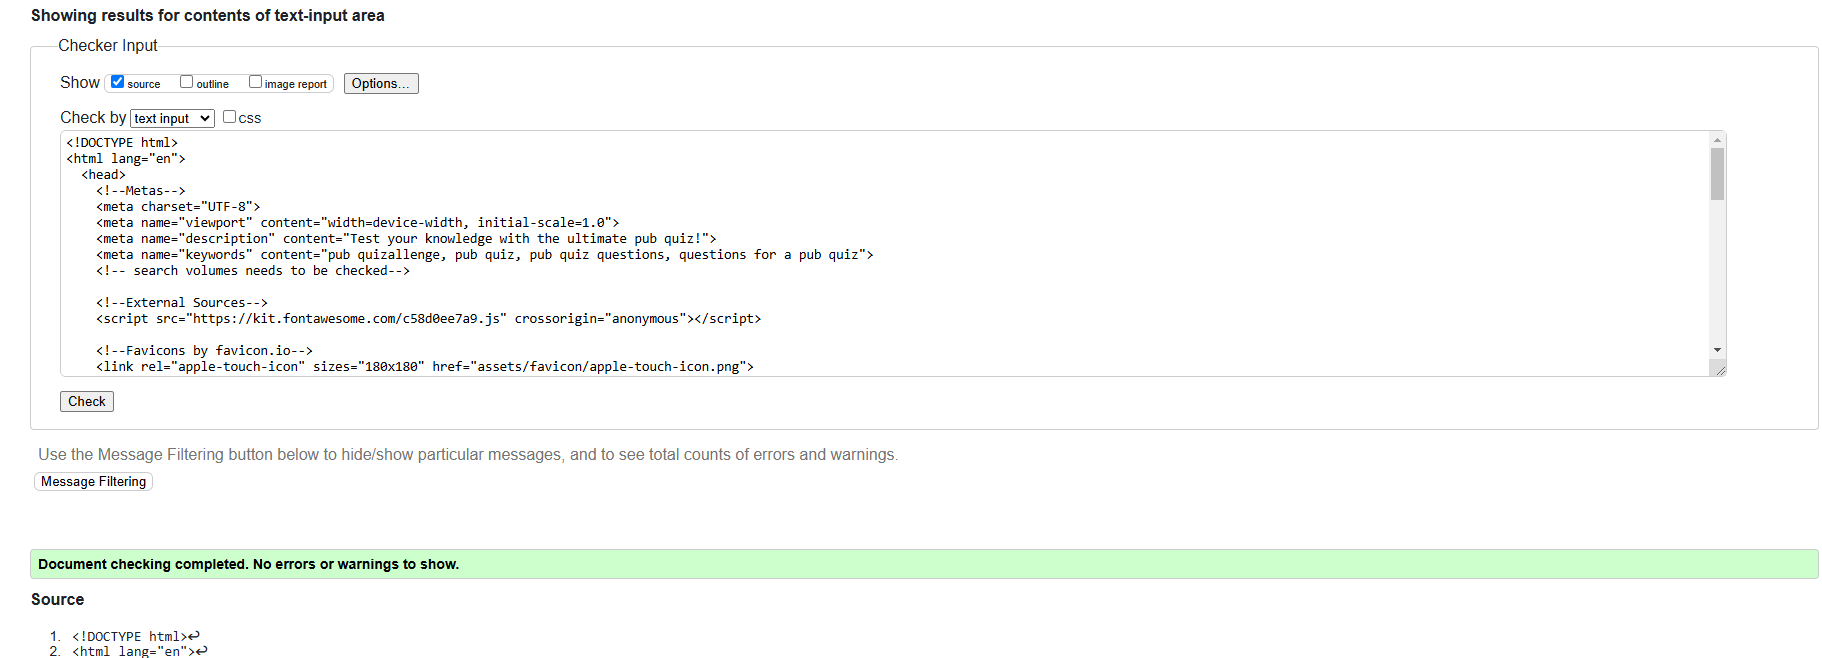 Showing results for contents of text-input area
Checker Input
Show source outline image report Options...
Check by text input css
<!DOCTYPE html>
<html lang="en">
<head>
<!--Metas-->
<meta charset="UTF-8">
<meta name="viewport" content="width=device-width, initial-scale=1.0">
<meta name="description" content="Test your knowledge with the ultimate pub quiz!">
<meta name="keywords" content="pub quizallenge, pub quiz, pub quiz questions, questions for a pub quiz">
<!-- search volumes needs to be checked-->
<!--External Sources-->
<script src="https://kit.fontawesome.com/c58d0ee7a9.js" crossorigin="anonymous"></script>
<!--Favicons by favicon.io-->
<link rel="apple-touch-icon" sizes="180x180" href="assets/favicon/apple-touch-icon.png">
Check
Use the Message Filtering button below to hide/show particular messages, and to see total counts of errors and warnings.
Message Filtering
Document checking completed. No errors or warnings to show.
Source
1. <!DOCTYPE html>↩
2. <html lang="en">↩